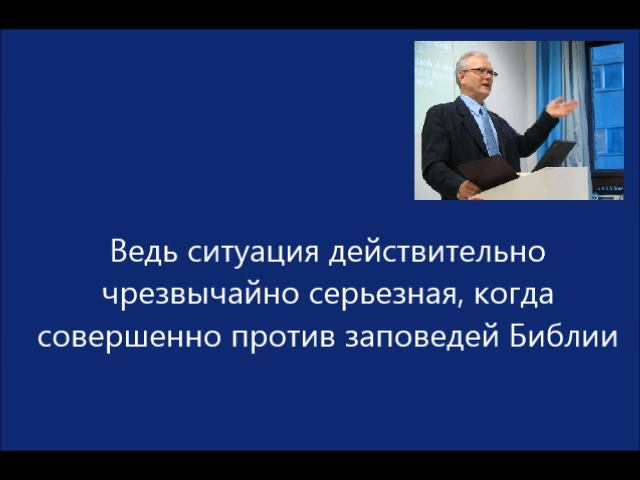 Ведь ситуация действительно
чрезвычайно серьезная, когда
совершенно против заповедей Библии